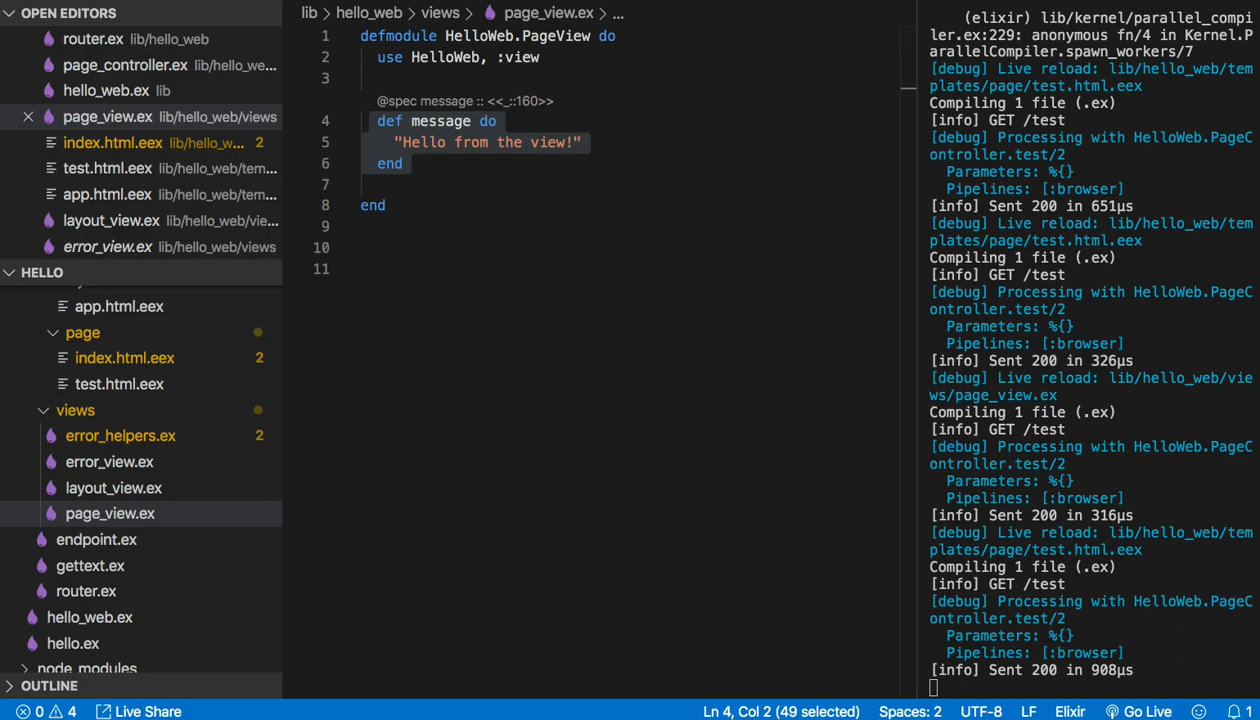 OPEN EDITORS
router.ex lib/hello_web
page_controller.ex lib/hello_we...
hello_web.ex lib
page_view.ex lib/hello_web/views
index.html.eex lib/hello_w... 2
test.html.eex lib/hello_web/tem...
app.html.eex lib/hello_web/tem...
layout_view.ex lib/hello_web/vie...
error_view.ex lib/hello_web/views
HELLO
app.html.eex
page
index.html.eex 2
test.html.eex
views
error_helpers.ex 2
error_view.ex
layout_view.ex
page_view.ex
endpoint.ex
gettext.ex
router.ex
hello_web.ex
hello.ex
node_modules
OUTLINE
lib > hello_web > views > page_view.ex > ...
1 defmodule HelloWeb.PageView do
2 use HelloWeb, :view
3
@spec message :: <<_::160>>
4 def message do
5 "Hello from the view!"
6 end
7
8 end
9
10
11
(elixir) lib/kernel/parallel_compi
ler.ex:229: anonymous fn/4 in Kernel.P
arallelCompiler.spawn_workers/7
[debug] Live reload: lib/hello_web/tem
plates/page/test.html.eex
Compiling 1 file (.ex)
[info] GET /test
[debug] Processing with HelloWeb.PageC
ontroller.test/2
Parameters: %{}
Pipelines: [:browser]
[info] Sent 200 in 651µs
[debug] Live reload: lib/hello_web/tem
plates/page/test.html.eex
Compiling 1 file (.ex)
[info] GET /test
[debug] Processing with HelloWeb.PageC
ontroller.test/2
Parameters: %{}
Pipelines: [:browser]
[info] Sent 200 in 326µs
[debug] Live reload: lib/hello_web/vie
ws/page_view.ex
Compiling 1 file (.ex)
[info] GET /test
[debug] Processing with HelloWeb.PageC
ontroller.test/2
Parameters: %{}
Pipelines: [:browser]
[info] Sent 200 in 316µs
[debug] Live reload: lib/hello_web/tem
plates/page/test.html.eex
Compiling 1 file (.ex)
[info] GET /test
[debug] Processing with HelloWeb.PageC
ontroller.test/2
Parameters: %{}
Pipelines: [:browser]
[info] Sent 200 in 908µs
0 4 Live Share Ln 4, Col 2 (49 selected) Spaces: 2 UTF-8 LF Elixir Go Live 1